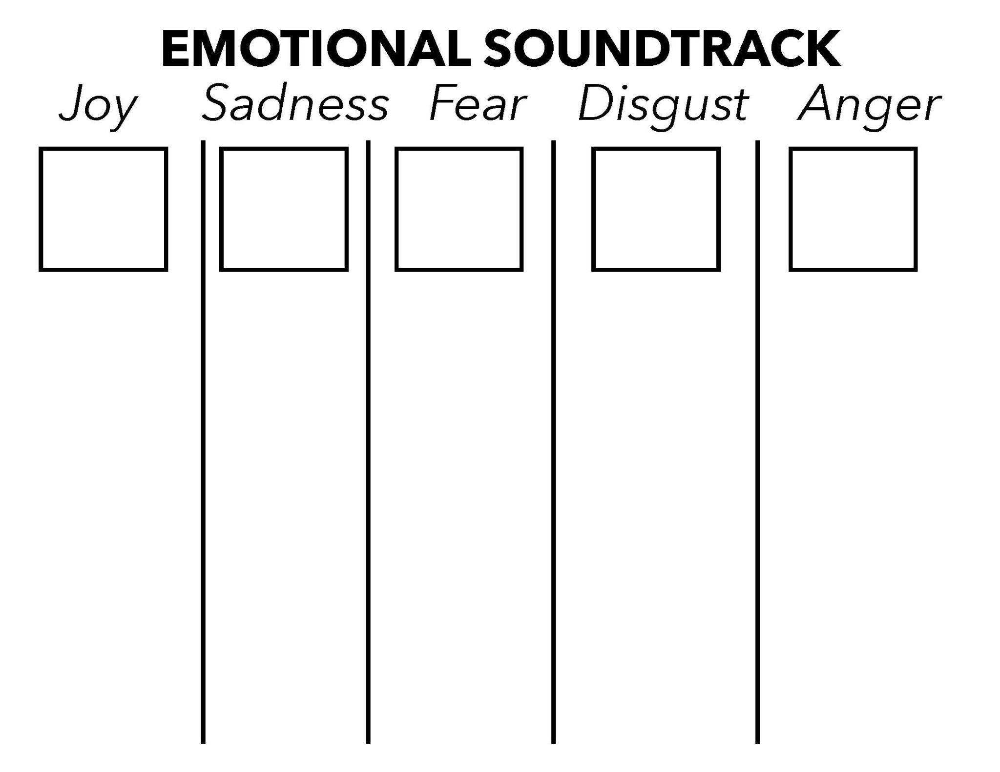 EMOTIONAL SOUNDTRACK
Joy Sadness Fear Disgust Anger